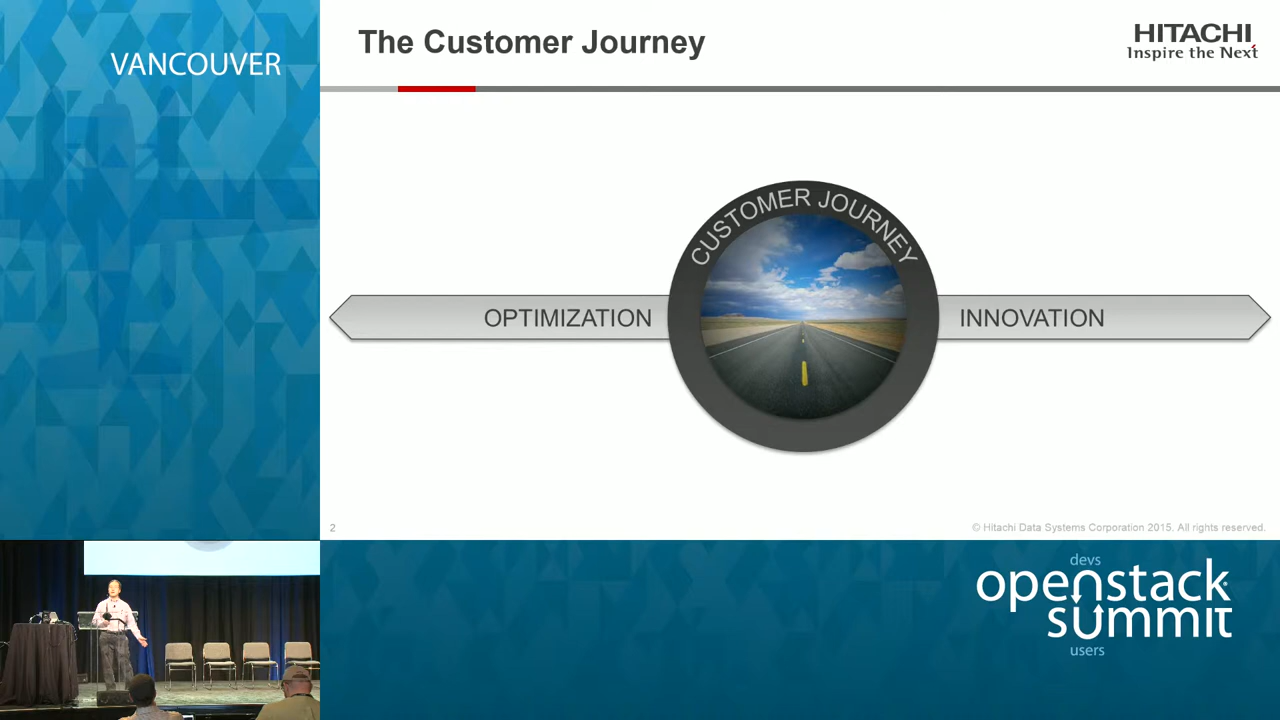 VANCOUVER
The Customer Journey
HITACHI
Inspire the Next
CUSTOMER JOURNEY
OPTIMIZATION
INNOVATION
2
© Hitachi Data Systems Corporation 2015. All rights reserved.
devs
openstack
summit
users